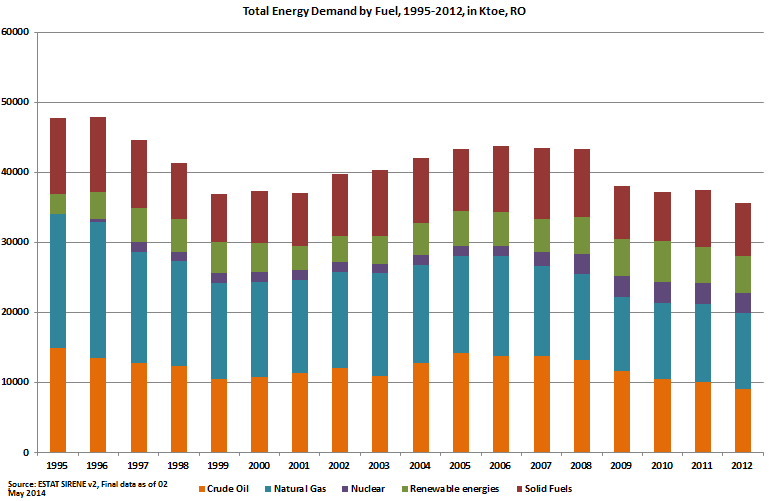 Total Energy Demand by Fuel, 1995-2012, in Ktoe, RO
60000
50000
40000
30000
20000
10000
0
1995 1996 1997 1998 1999 2000 2001 2002 2003 2004 2005 2006 2007 2008 2009 2010 2011 2012
Source: ESTAT SIRENE v2, Final data as of 02
May 2014
Crude Oil Natural Gas Nuclear Renewable energies Solid Fuels